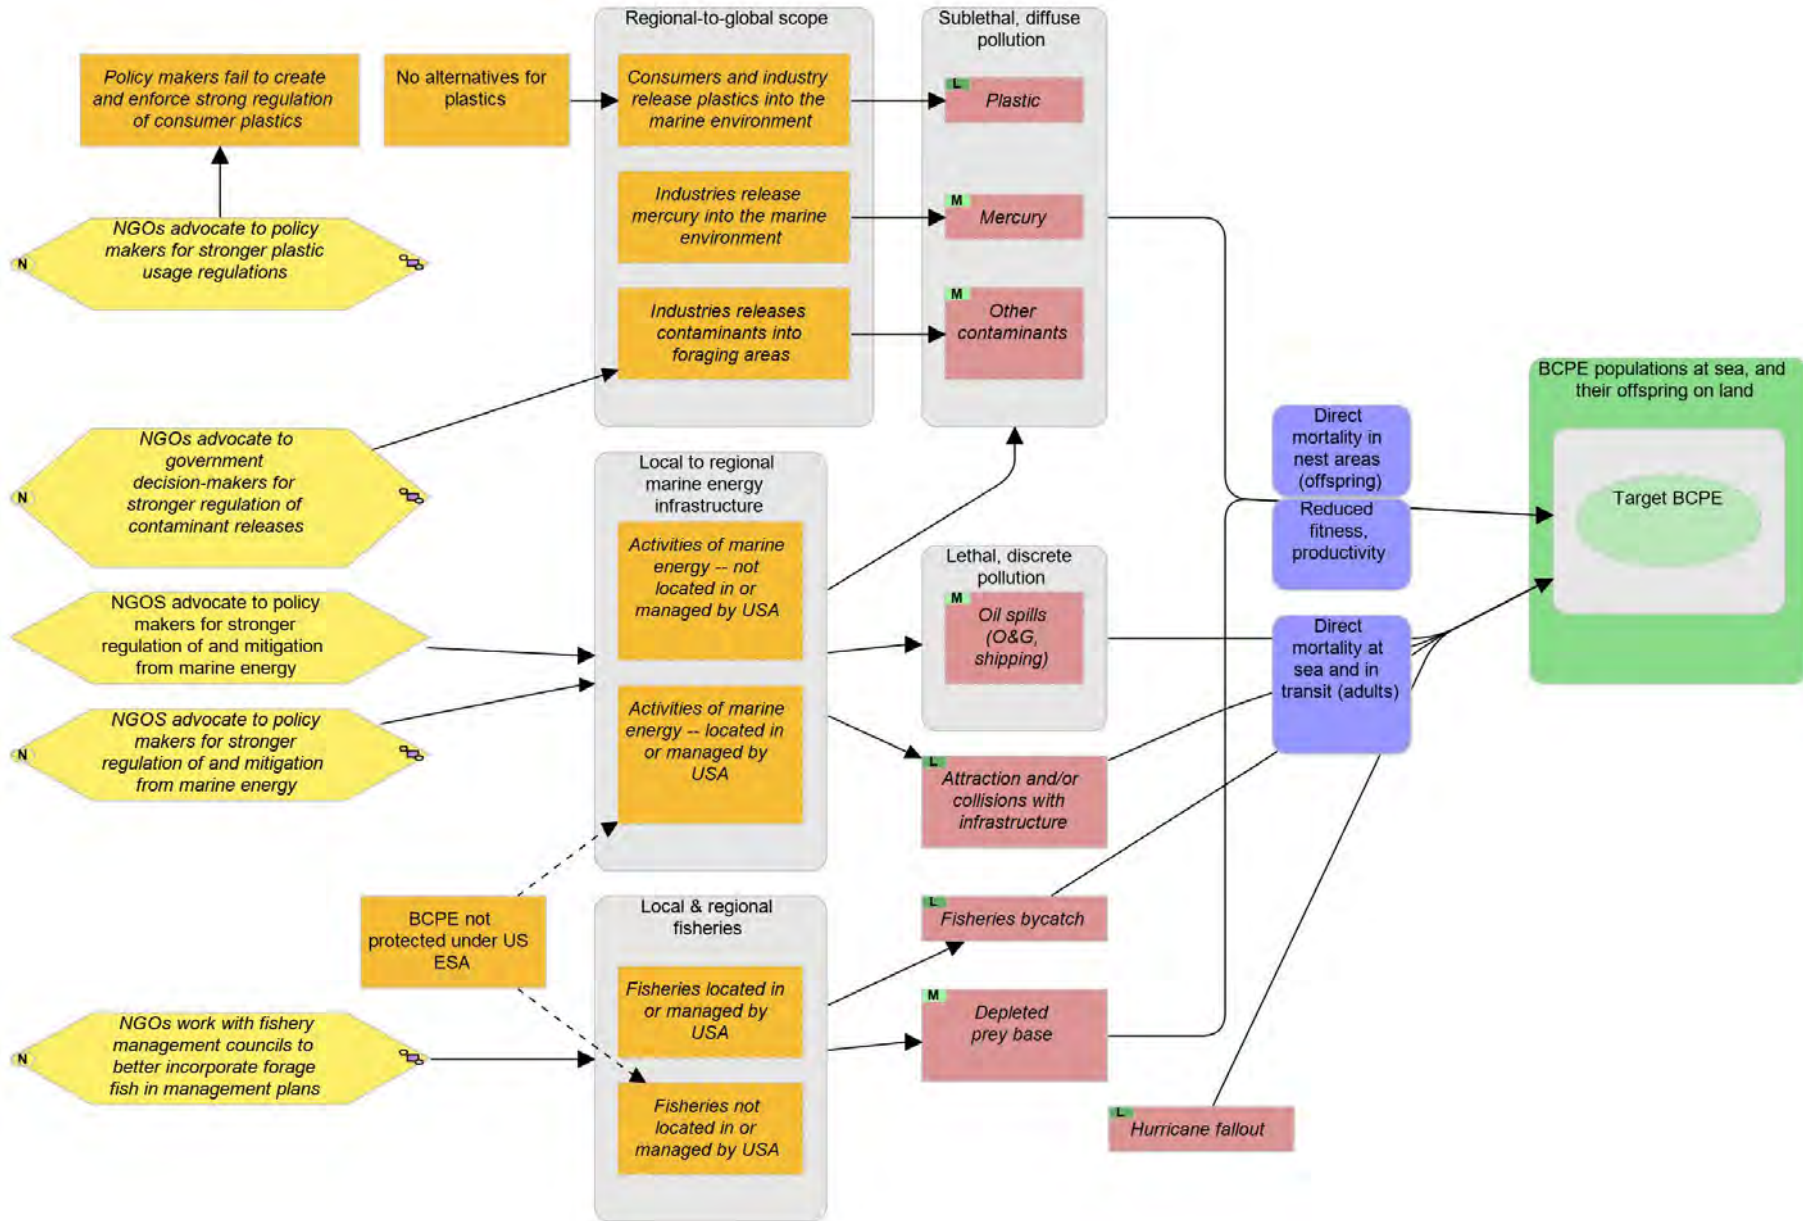 Regional-to-global scope
Sublethal, diffuse
pollution
Policy makers fail to create
and enforce strong regulation
of consumer plastics
No alternatives for
plastics
Consumers and industry
release plastics into the
marine environment
L
Plastic
Industries release
mercury into the marine
environment
M
Mercury
NGOs advocate to policy
makers for stronger plastic
usage regulations
N
Industries releases
contaminants into
foraging areas
M
Other
contaminants
NGOs advocate to
government
decision-makers for
stronger regulation of
contaminant releases
N
Local to regional
marine energy
infrastructure
Activities of marine
energy -- not
located in or
managed by USA
Activities of marine
energy -- located in
or managed by
USA
Lethal, discrete
pollution
M
Oil spills
(O&G,
shipping)
NGOS advocate to policy
makers for stronger
regulation of and mitigation
from marine energy
NGOS advocate to policy
makers for stronger
regulation of and mitigation
from marine energy
N
L
Attraction and/or
collisions with
infrastructure
BCPE not
protected under US
ESA
Local & regional
fisheries
Fisheries located in
or managed by
USA
Fisheries not
located in or
managed by USA
L
Fisheries bycatch
M
Depleted
prey base
NGOs work with fishery
management councils to
better incorporate forage
fish in management plans
N
L
Hurricane fallout
Direct
mortality in
nest areas
(offspring)
Reduced
fitness,
productivity
Direct
mortality at
sea and in
transit (adults)
BCPE populations at sea, and
their offspring on land
Target BCPE